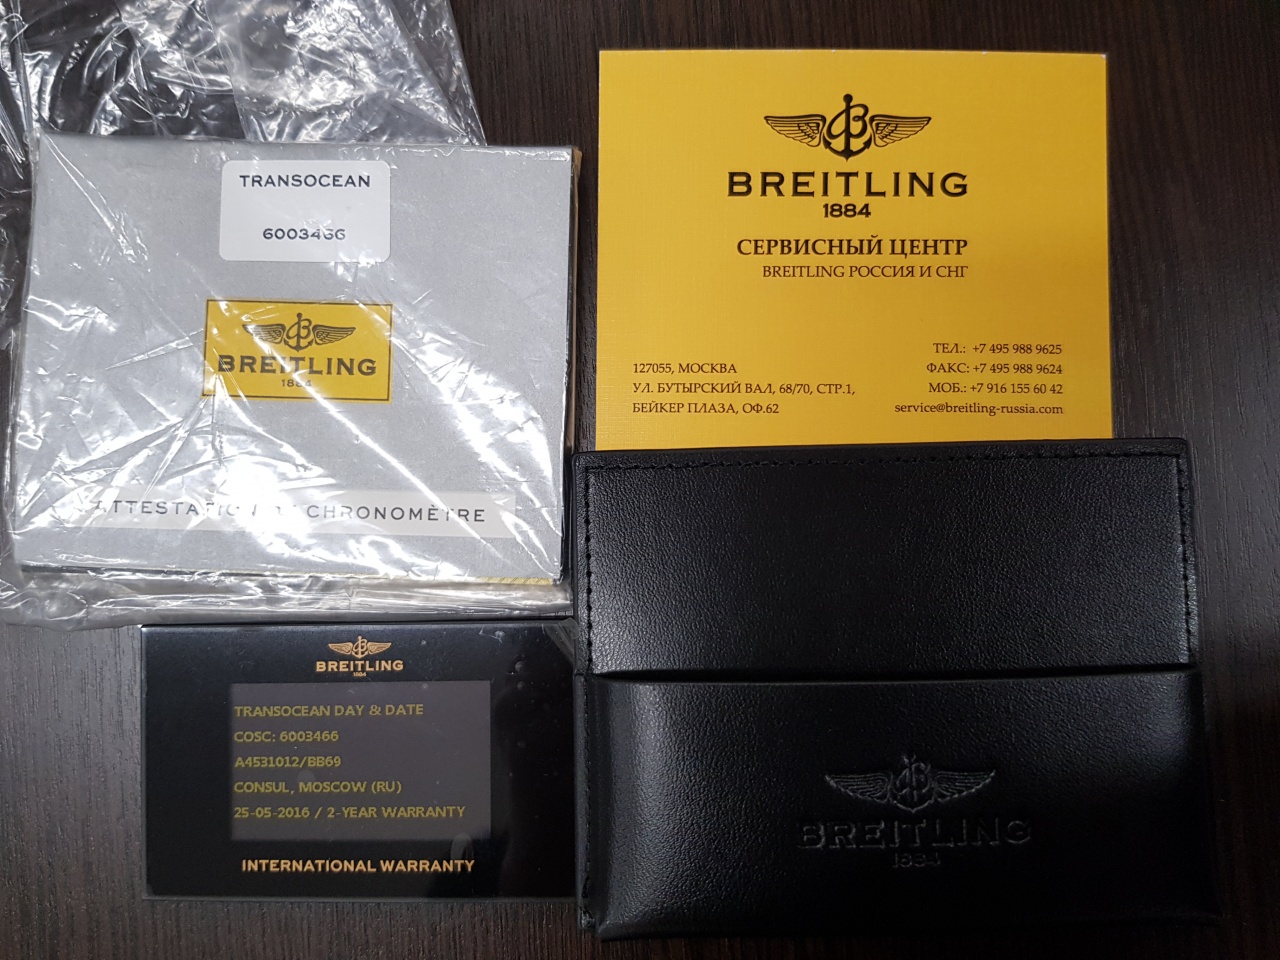 TRANSOCEAN
6003466
BREITLING
1884
ATTESTATION DE CHRONOMÈTRE
BREITLING
1884
СЕРВИСНЫЙ ЦЕНТР
BREITLING РОССИЯ И СНГ
127055, МОСКВА
УЛ. БУТЫРСКИЙ ВАЛ, 68/70, СТР.1,
БЕЙКЕР ПЛАЗА, ОФ.62
ТЕЛ.: +7 495 988 9625
ФАКС: +7 495 988 9624
МОБ.: +7 916 155 60 42
service@breitling-russia.com
BREITLING
1884
TRANSOCEAN DAY & DATE
COSC: 6003466
A4531012/BB69
CONSUL, MOSCOW (RU)
25-05-2016 / 2-YEAR WARRANTY
INTERNATIONAL WARRANTY
BREITLING
1884